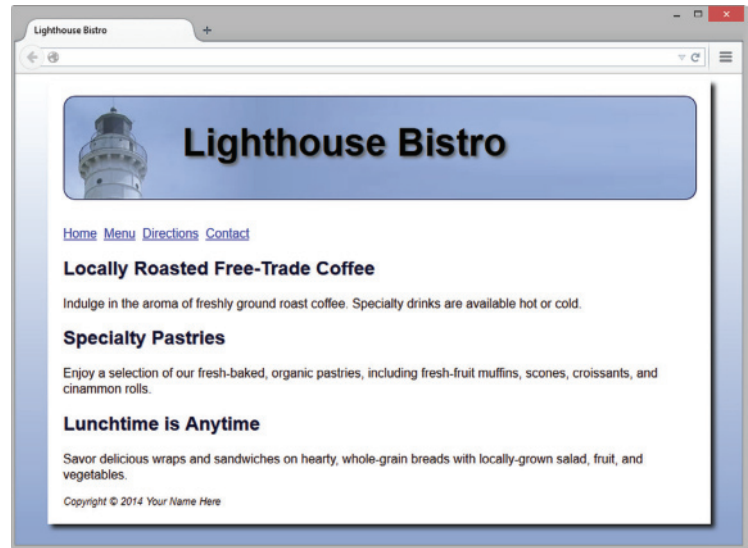 Lighthouse Bistro
Lighthouse Bistro
Home Menu Directions Contact
Locally Roasted Free-Trade Coffee
Indulge in the aroma of freshly ground roast coffee. Specialty drinks are available hot or cold.
Specialty Pastries
Enjoy a selection of our fresh-baked, organic pastries, including fresh-fruit muffins, scones, croissants, and
cinammon rolls.
Lunchtime is Anytime
Savor delicious wraps and sandwiches on hearty, whole-grain breads with locally-grown salad, fruit, and
vegetables.
Copyright © 2014 Your Name Here